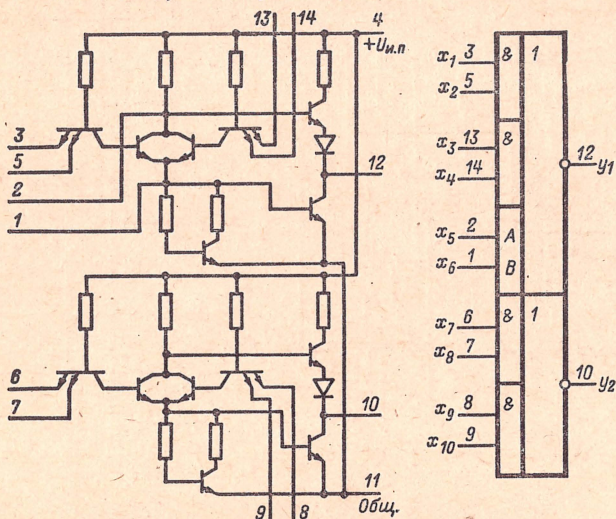 13 14 4
+Uи.п
3
5
2
1
12
6
7
10
11
Общ.
9 8
x1 3 & 1
x2 5
x3 13 &
x4 14
12 y1
x5 2 A
x6 1 B
x7 6 & 1
x8 7
10 y2
x9 8 &
x10 9